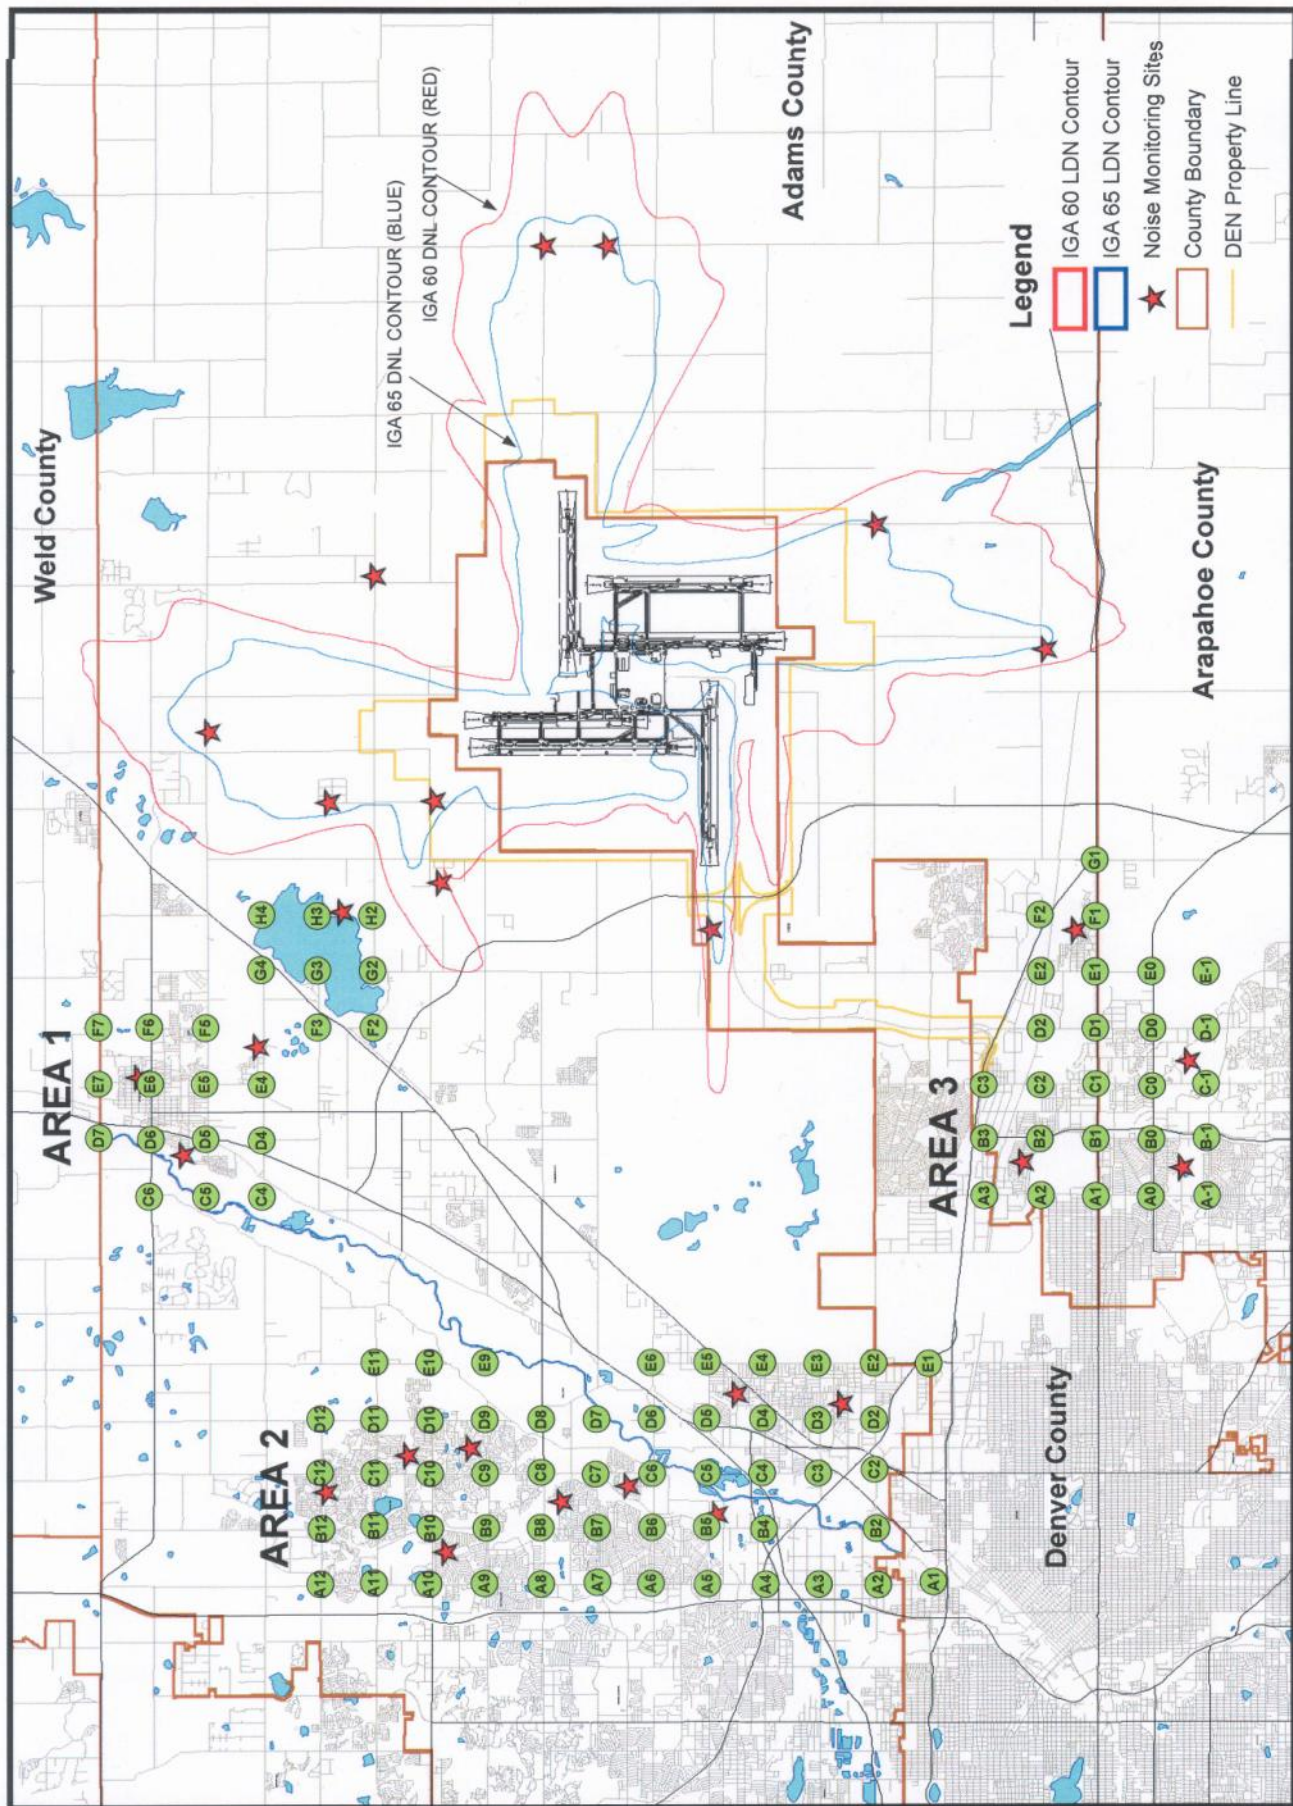 Weld County
AREA 1
D7 E7 F7
C6 D6 E6 F6
C5 D5 E5 F5
C4 D4 E4 G4 H4
F3 G3 H3
F2 G2 H2
IGA 65 DNL CONTOUR (BLUE)
IGA 60 DNL CONTOUR (RED)
AREA 2
A12 B12 C12 D12
A11 B11 C11 D11 E11
A10 B10 C10 D10 E10
A9 B9 C9 D9 E9
A8 B8 C8 D8
A7 B7 C7 D7
A6 B6 C6 D6 E6
A5 B5 C5 D5 E5
A4 B4 C4 D4 E4
A3 C3 D3 E3
A2 B2 C2 D2 E2
A1 E1
Adams County
AREA 3
A3 B3 C3
A2 B2 C2 D2 E2 F2
A1 B1 C1 D1 E1 F1 G1
A0 B0 C0 D0 E0
A-1 B-1 C-1 D-1 E-1
Denver County
Arapahoe County
Legend
IGA 60 LDN Contour
IGA 65 LDN Contour
Noise Monitoring Sites
County Boundary
DEN Property Line